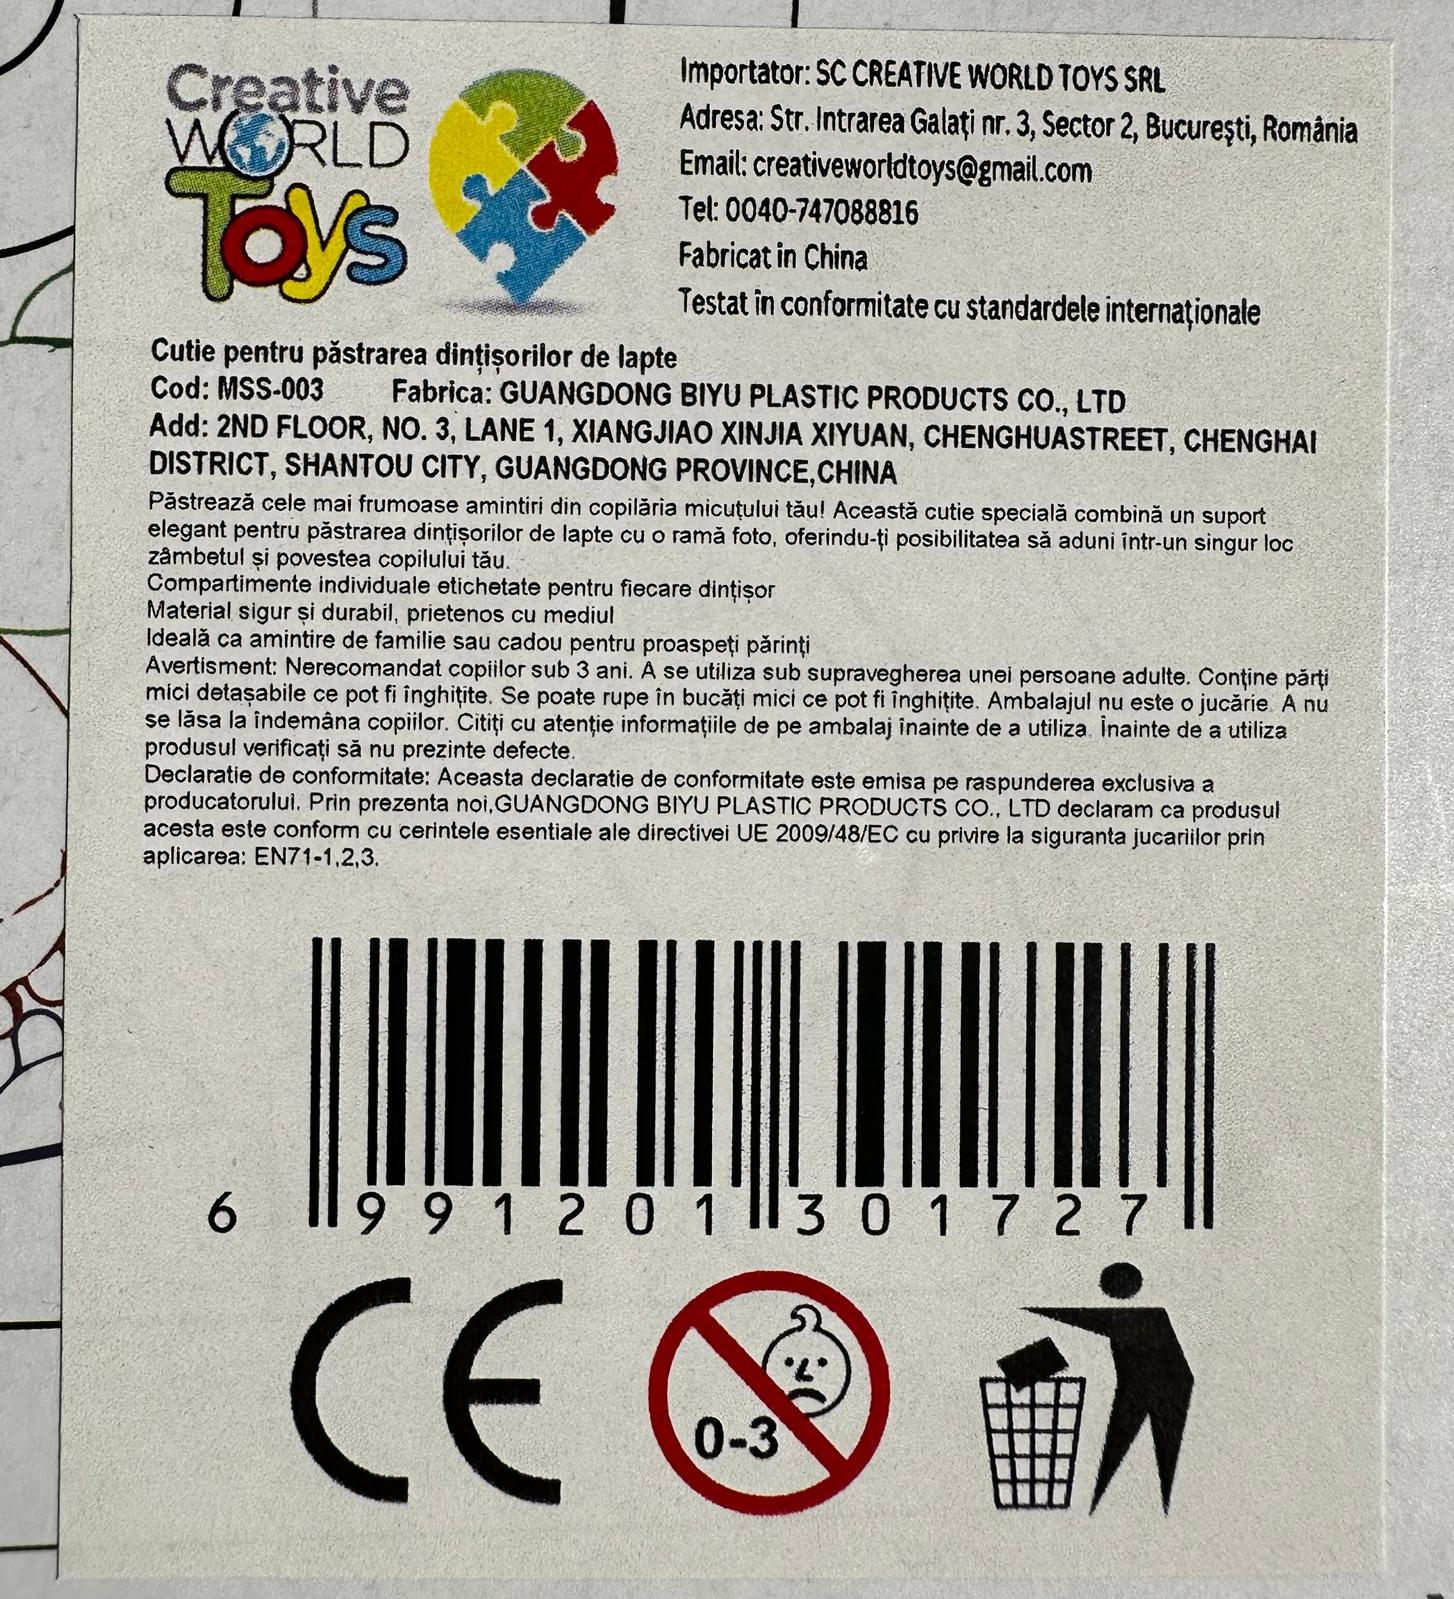 Creative
WORLD
Toys
Importator: SC CREATIVE WORLD TOYS SRL
Adresa: Str. Intrarea Galați nr. 3, Sector 2, București, România
Email: creativeworldtoys@gmail.com
Tel: 0040-747088816
Fabricat in China
Testat in conformitate cu standardele internaționale
Cutie pentru păstrarea dințișorilor de lapte
Cod: MSS-003 Fabrica: GUANGDONG BIYU PLASTIC PRODUCTS CO., LTD
Add: 2ND FLOOR, NO. 3, LANE 1, XIANGJIAO XINJIA XIYUAN, CHENGHUASTREET, CHENGHAI
DISTRICT, SHANTOU CITY, GUANGDONG PROVINCE,CHINA
Păstrează cele mai frumoase amintiri din copilăria micuțului tău! Această cutie specială combină un suport
elegant pentru păstrarea dințișorilor de lapte cu o ramă foto, oferindu-ți posibilitatea să aduni într-un singur loc
zâmbetul și povestea copilului tău.
Compartimente individuale etichetate pentru fiecare dințișor
Material sigur și durabil, prietenos cu mediul
Ideală ca amintire de familie sau cadou pentru proaspeți părinți
Avertisment: Nerecomandat copiilor sub 3 ani. A se utiliza sub supravegherea unei persoane adulte. Conține părți
mici detașabile ce pot fi înghițite. Se poate rupe în bucăți mici ce pot fi înghițite. Ambalajul nu este o jucărie. A nu
se lăsa la îndemâna copiilor. Citiți cu atenție informațiile de pe ambalaj înainte de a utiliza. Înainte de a utiliza
produsul verificați să nu prezinte defecte.
Declaratie de conformitate: Aceasta declaratie de conformitate este emisa pe raspunderea exclusiva a
producatorului. Prin prezenta noi,GUANGDONG BIYU PLASTIC PRODUCTS CO., LTD declaram ca produsul
acesta este conform cu cerintele esentiale ale directivei UE 2009/48/EC cu privire la siguranta jucariilor prin
aplicarea: EN71-1,2,3.
6 991201 301727
CE
0-3